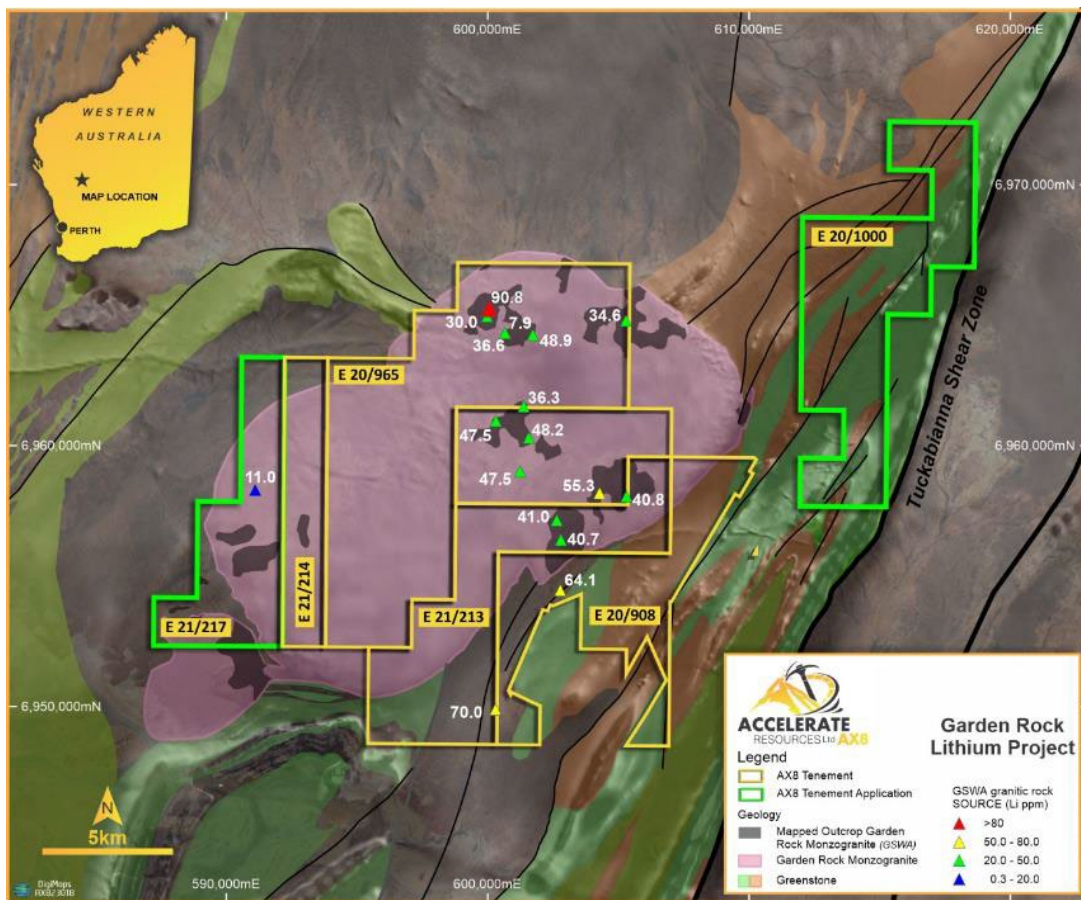 600,000mE
610,000mE
620,000mE
WESTERN
AUSTRALIA
MAP LOCATION
PERTH
6,970,000mN
E 20/1000
90.8
30.0
7.9
34.6
36.6
48.9
E 20/965
Tuckabianna Shear Zone
36.3
6,960,000mN
47.5
48.2
6,960,000mN
11.0
47.5
55.3
40.8
41.0
40.7
64.1
E 21/214
E 21/217
E 21/213
E 20/908
6,950,000mN
70.0
ACCELERATE
RESOURCES Ltd AX8
Garden Rock
Lithium Project
Legend
AX8 Tenement
AX8 Tenement Application
Geology
Mapped Outcrop Garden
Rock Monzogranite (GSWA)
Garden Rock Monzogranite
Greenstone
GSWA granitic rock
SOURCE (Li ppm)
>80
50.0 - 80.0
20.0 - 50.0
0.3 - 20.0
N
5km
DigiMaps
590,000mE
600,000mE